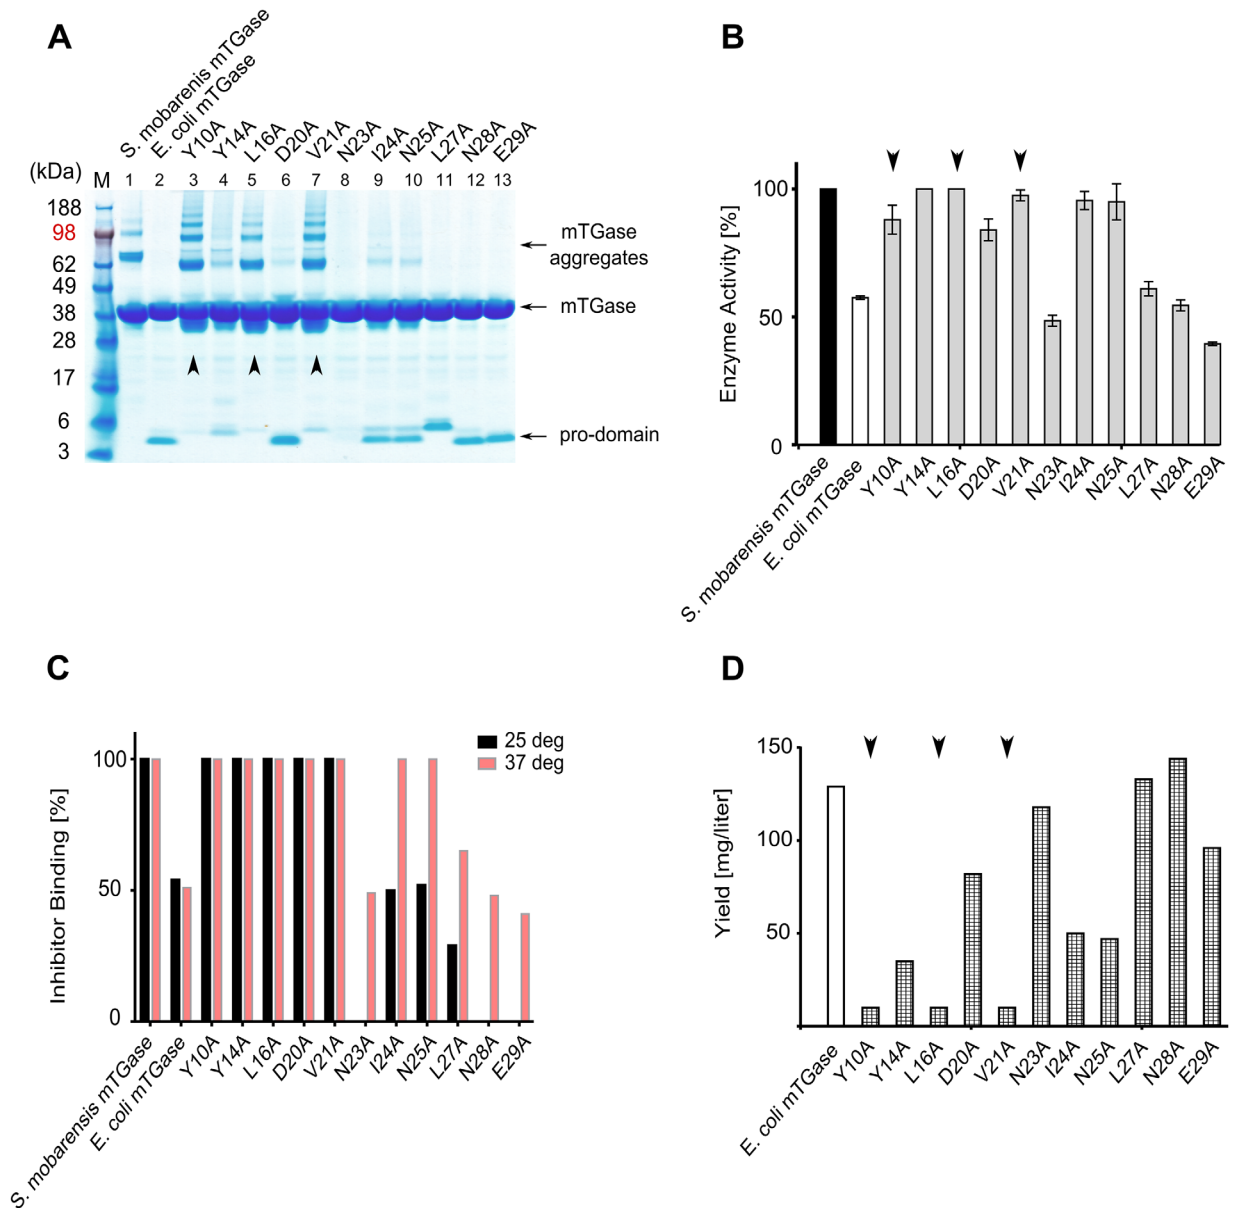 A
S. mobarenis mTGase
E. coli mTGase
Y10A
Y14A
L16A
D20A
V21A
N23A
I24A
N25A
L27A
N28A
E29A
(kDa)
M 1 2 3 4 5 6 7 8 9 10 11 12 13
188
98
62
49
38
28
17
6
3
mTGase
aggregates
mTGase
pro-domain
B
Enzyme Activity [%]
100
50
0
S. mobarensis mTGase
E. coli mTGase
Y10A
Y14A
L16A
D20A
V21A
N23A
I24A
N25A
L27A
N28A
E29A
C
Inhibitor Binding [%]
100
50
0
25 deg
37 deg
S. mobarensis mTGase
E. coli mTGase
Y10A
Y14A
L16A
D20A
V21A
N23A
I24A
N25A
L27A
N28A
E29A
D
Yield [mg/liter]
150
100
50
E. coli mTGase
Y10A
Y14A
L16A
D20A
V21A
N23A
I24A
N25A
L27A
N28A
E29A